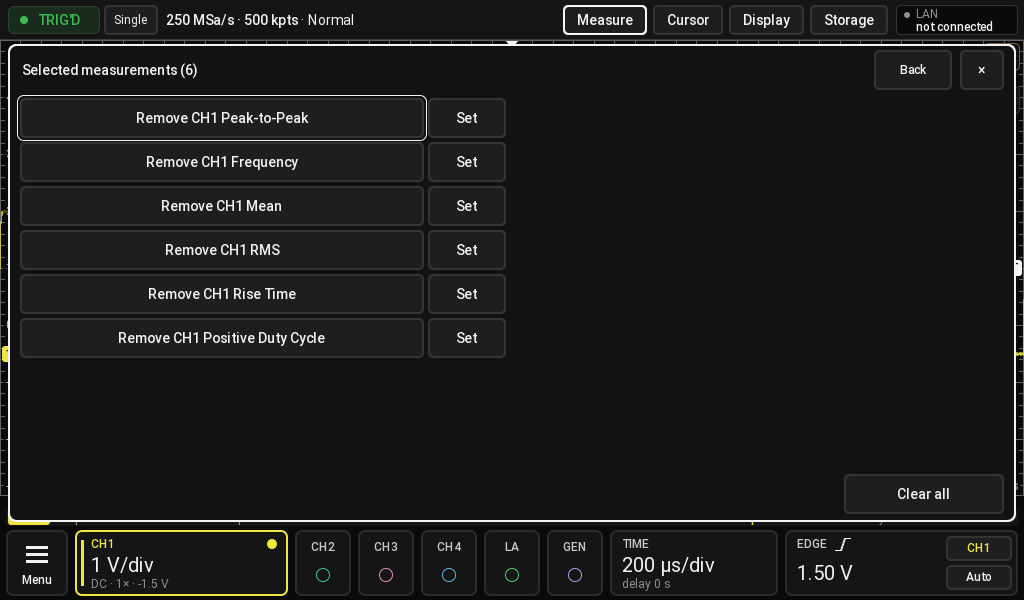 TRIG'D
Single
250 MSa/s · 500 kpts · Normal
Measure
Cursor
Display
Storage
LAN
not connected
Selected measurements (6)
Back
×
Remove CH1 Peak-to-Peak
Set
Remove CH1 Frequency
Set
Remove CH1 Mean
Set
Remove CH1 RMS
Set
Remove CH1 Rise Time
Set
Remove CH1 Positive Duty Cycle
Set
Clear all
Menu
CH1
1 V/div
DC · 1× · -1.5 V
CH2
CH3
CH4
LA
GEN
TIME
200 µs/div
delay 0 s
EDGE
1.50 V
CH1
Auto